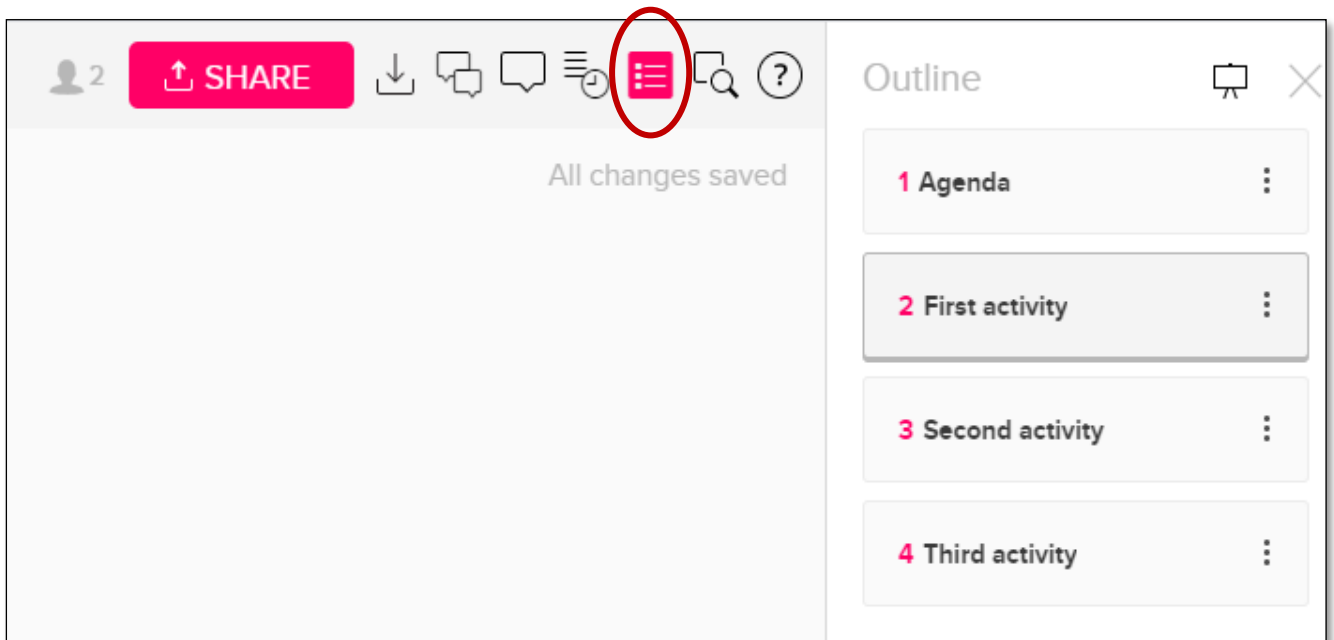 2
SHARE
?
All changes saved
Outline
1 Agenda
2 First activity
3 Second activity
4 Third activity